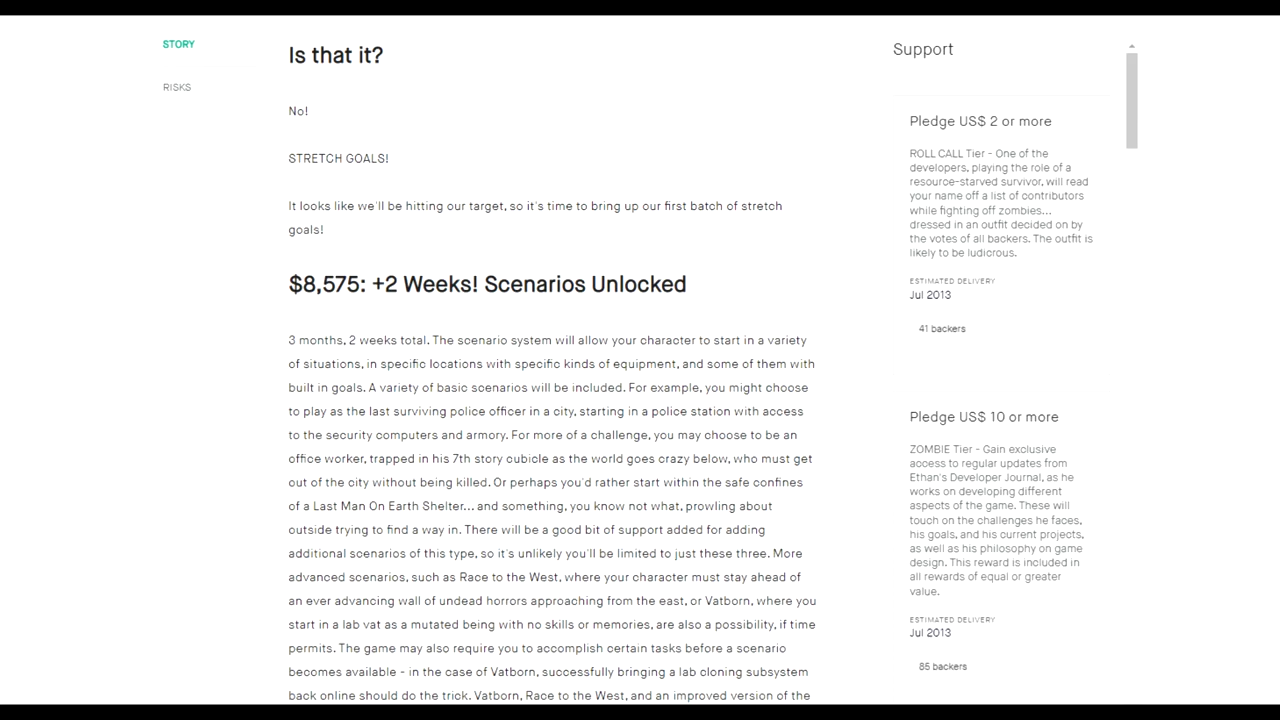 STORY
RISKS
Is that it?
No!
STRETCH GOALS!
It looks like we'll be hitting our target, so it's time to bring up our first batch of stretch
goals!
$8,575: +2 Weeks! Scenarios Unlocked
3 months, 2 weeks total. The scenario system will allow your character to start in a variety
of situations, in specific locations with specific kinds of equipment, and some of them with
built in goals. A variety of basic scenarios will be included. For example, you might choose
to play as the last surviving police officer in a city, starting in a police station with access
to the security computers and armory. For more of a challenge, you may choose to be an
office worker, trapped in his 7th story cubicle as the world goes crazy below, who must get
out of the city without being killed. Or perhaps you'd rather start within the safe confines
of a Last Man On Earth Shelter... and something, you know not what, prowling about
outside trying to find a way in. There will be a good bit of support added for adding
additional scenarios of this type, so it's unlikely you'll be limited to just these three. More
advanced scenarios, such as Race to the West, where your character must stay ahead of
an ever advancing wall of undead horrors approaching from the east, or Vatborn, where you
start in a lab vat as a mutated being with no skills or memories, are also a possibility, if time
permits. The game may also require you to accomplish certain tasks before a scenario
becomes available - in the case of Vatborn, successfully bringing a lab cloning subsystem
back online should do the trick. Vatborn, Race to the West, and an improved version of the
Support
Pledge US$ 2 or more
ROLL CALL Tier - One of the
developers, playing the role of a
resource-starved survivor, will read
your name off a list of contributors
while fighting off zombies...
dressed in an outfit decided on by
the votes of all backers. The outfit is
likely to be ludicrous.
ESTIMATED DELIVERY
Jul 2013
41 backers
Pledge US$ 10 or more
ZOMBIE Tier - Gain exclusive
access to regular updates from
Ethan's Developer Journal, as he
works on developing different
aspects of the game. These will
touch on the challenges he faces,
his goals, and his current projects,
as well as his philosophy on game
design. This reward is included in
all rewards of equal or greater
value.
ESTIMATED DELIVERY
Jul 2013
85 backers